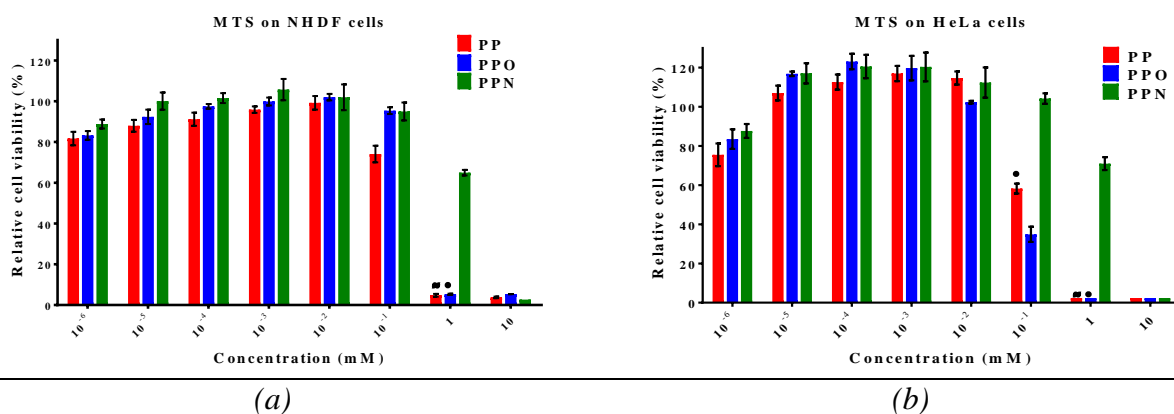 MTS on NHDF cells
PP
PPO
PPN
Relative cell viability (%)
120
100
80
60
40
20
0
10⁻⁶ 10⁻⁵ 10⁻⁴ 10⁻³ 10⁻² 10⁻¹ 1 10
Concentration (mM)
(a)
MTS on HeLa cells
PP
PPO
PPN
Relative cell viability (%)
120
100
80
60
40
20
0
10⁻⁶ 10⁻⁵ 10⁻⁴ 10⁻³ 10⁻² 10⁻¹ 1 10
Concentration (mM)
(b)